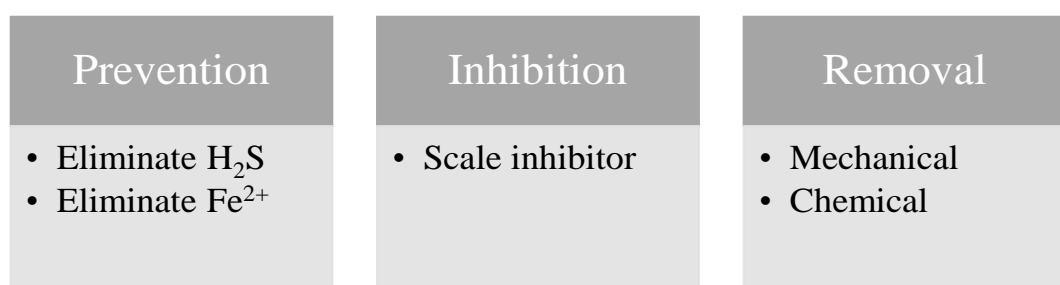 Prevention
• Eliminate H₂S
• Eliminate Fe²⁺
Inhibition
• Scale inhibitor
Removal
• Mechanical
• Chemical